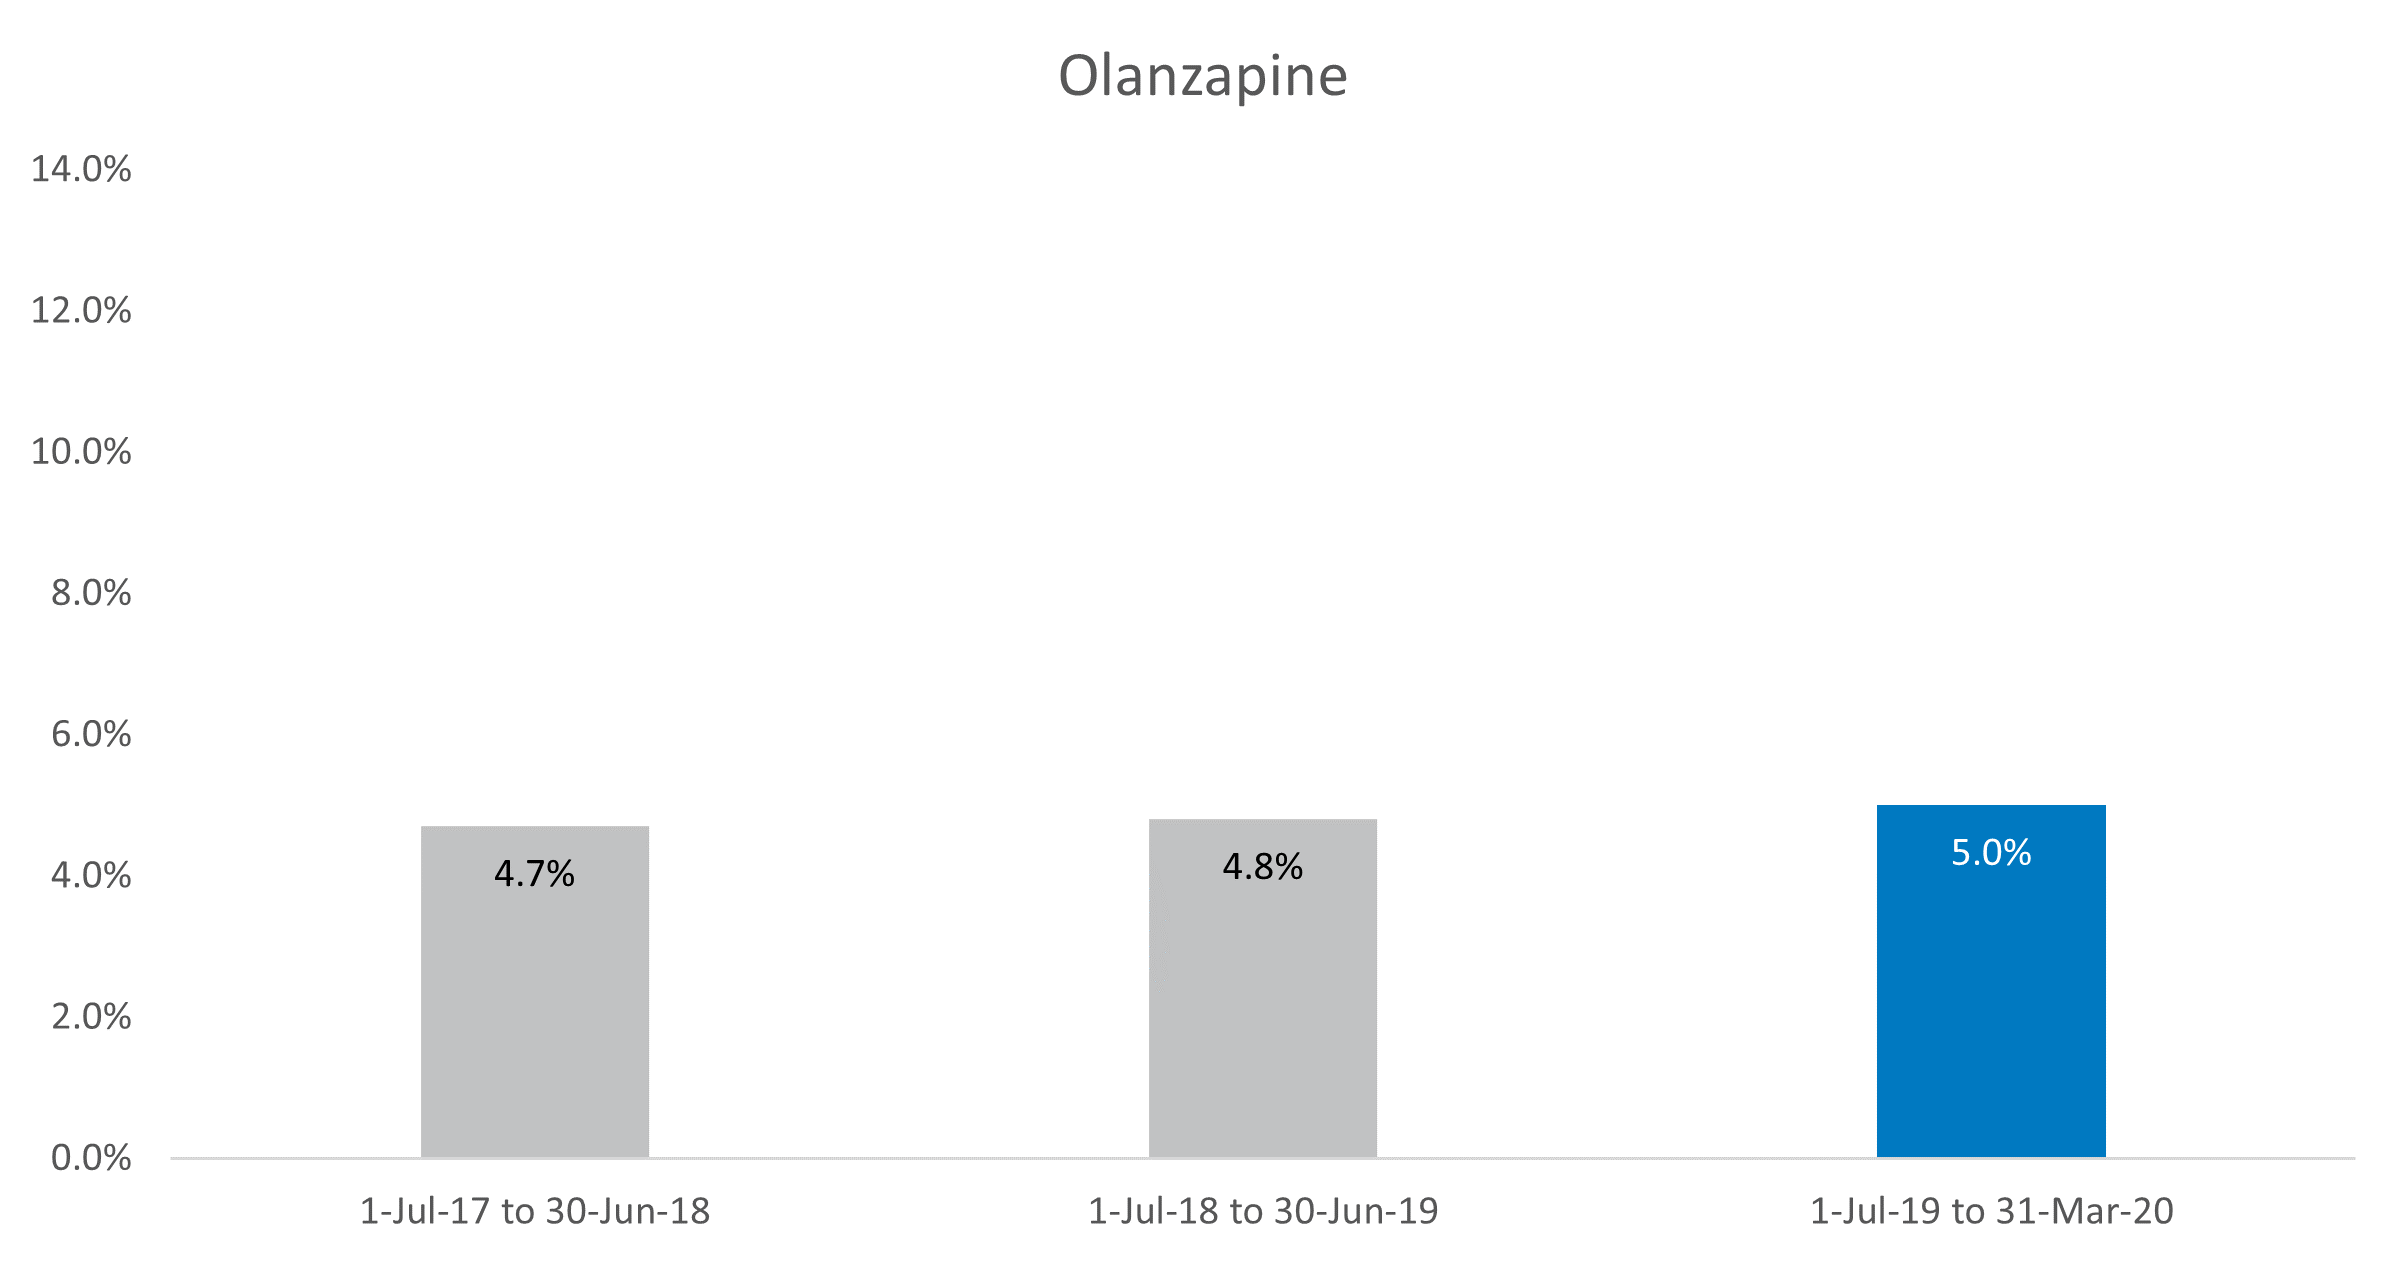 Olanzapine
14.0%
12.0%
10.0%
8.0%
6.0%
4.0%
2.0%
0.0%
4.7%
4.8%
5.0%
1-Jul-17 to 30-Jun-18
1-Jul-18 to 30-Jun-19
1-Jul-19 to 31-Mar-20